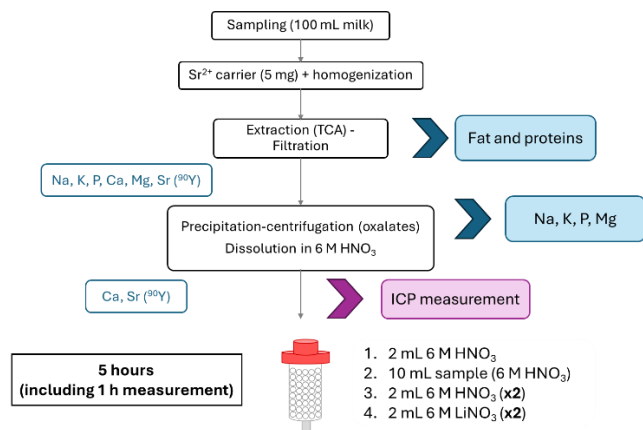 Sampling (100 mL milk)
Sr²⁺ carrier (5 mg) + homogenization
Extraction (TCA) -
Filtration
Fat and proteins
Na, K, P, Ca, Mg, Sr (⁹⁰Y)
Precipitation-centrifugation (oxalates)
Dissolution in 6 M HNO₃
Na, K, P, Mg
Ca, Sr (⁹⁰Y)
ICP measurement
5 hours
(including 1 h measurement)
1. 2 mL 6 M HNO₃
2. 10 mL sample (6 M HNO₃)
3. 2 mL 6 M HNO₃ (x2)
4. 2 mL 6 M LiNO₃ (x2)